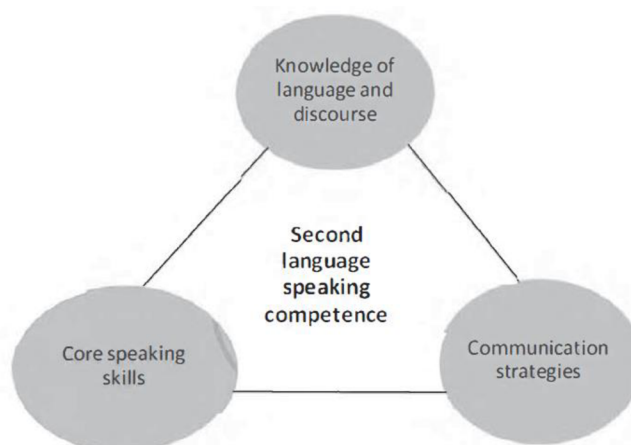 Knowledge of
language and
discourse
Second
language
speaking
competence
Core speaking
skills
Communication
strategies